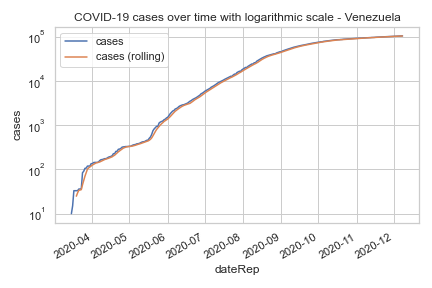 COVID-19 cases over time with logarithmic scale - Venezuela
cases
cases (rolling)
10⁵
10⁴
10³
10²
10¹
cases
2020-04
2020-05
2020-06
2020-07
2020-08
2020-09
2020-10
2020-11
2020-12
dateRep